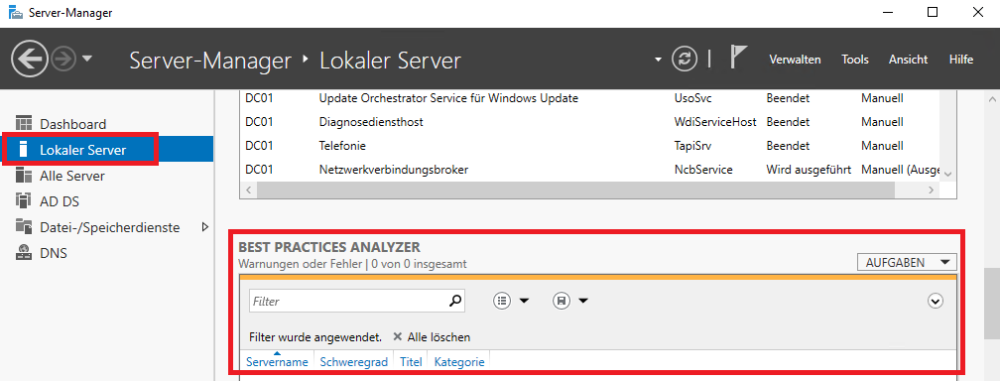 Server-Manager
Server-Manager ‣ Lokaler Server
Verwalten Tools Ansicht Hilfe
Dashboard
Lokaler Server
Alle Server
AD DS
Datei-/Speicherdienste
DNS
DC01 Update Orchestrator Service für Windows Update UsoSvc Beendet Manuell
DC01 Diagnosediensthost WdiServiceHost Beendet Manuell
DC01 Telefonie TapiSrv Beendet Manuell
DC01 Netzwerkverbindungsbroker NcbService Wird ausgeführt Manuell (Ausge
BEST PRACTICES ANALYZER
Warnungen oder Fehler | 0 von 0 insgesamt
AUFGABEN
Filter
Filter wurde angewendet. ✕ Alle löschen
Servername Schweregrad Titel Kategorie